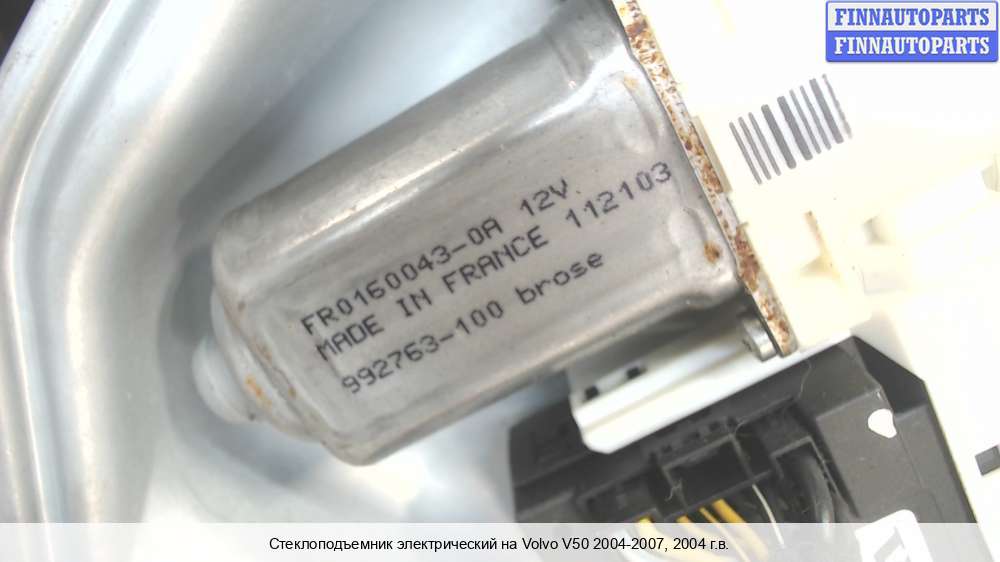 FINNAUTOPARTS
FINNAUTOPARTS
FR0160043-0A 12V.
MADE IN FRANCE 112103
992763-100 brose
Стеклоподъемник электрический на Volvo V50 2004-2007, 2004 г.в.